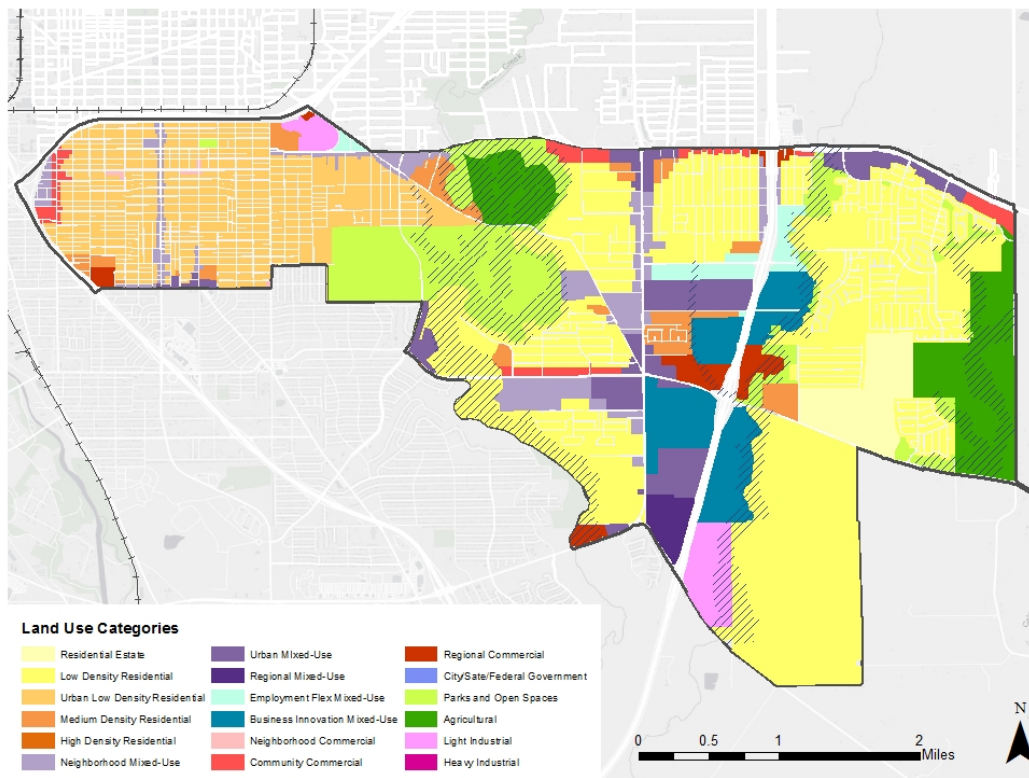 Creek
Land Use Categories
Residential Estate
Low Density Residential
Urban Low Density Residential
Medium Density Residential
High Density Residential
Neighborhood Mixed-Use
Urban Mixed-Use
Regional Mixed-Use
Employment Flex Mixed-Use
Business Innovation Mixed-Use
Neighborhood Commercial
Community Commercial
Regional Commercial
City/Sate/Federal Government
Parks and Open Spaces
Agricultural
Light Industrial
Heavy Industrial
0 0.5 1 2
Miles
N